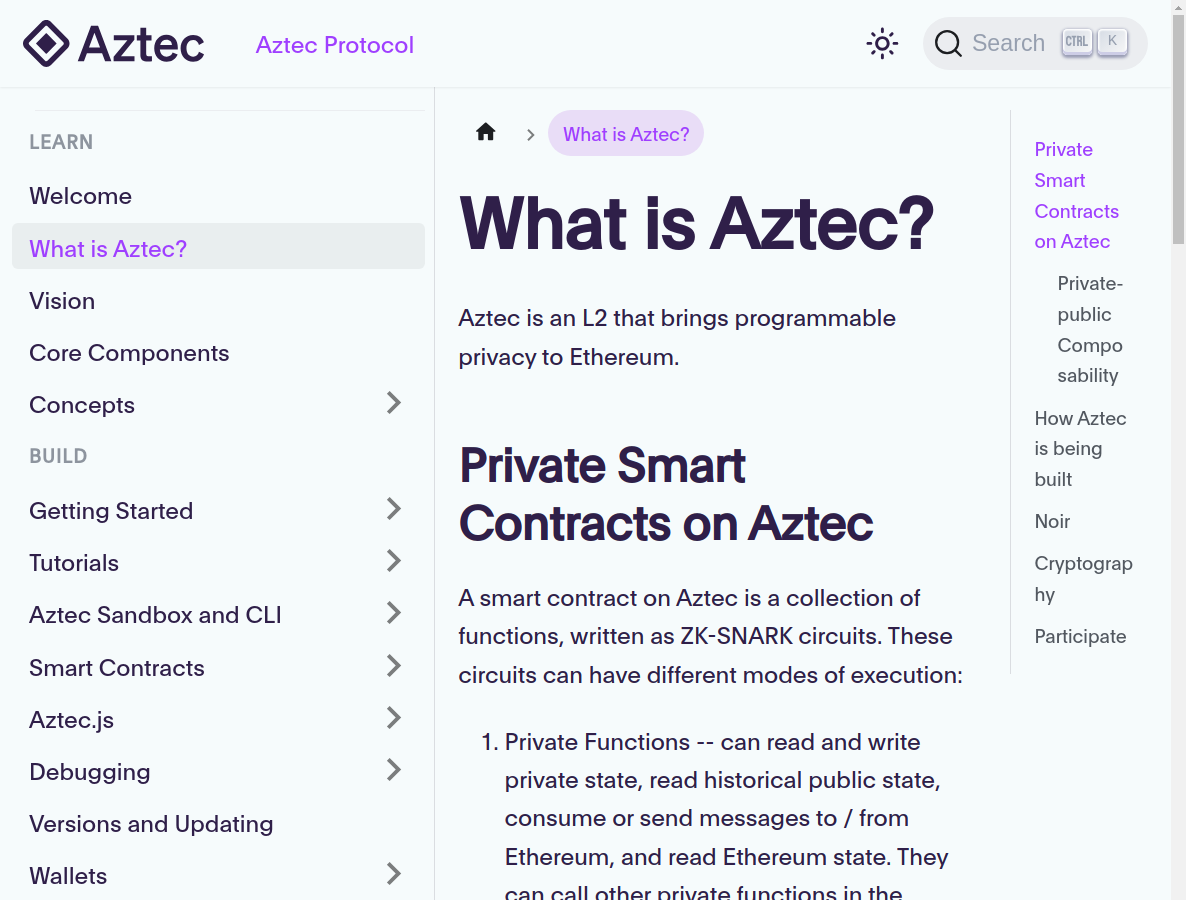 Aztec
Aztec Protocol
Search
CTRL
K
LEARN
Welcome
What is Aztec?
Vision
Core Components
Concepts
BUILD
Getting Started
Tutorials
Aztec Sandbox and CLI
Smart Contracts
Aztec.js
Debugging
Versions and Updating
Wallets
What is Aztec?
What is Aztec?
Aztec is an L2 that brings programmable
privacy to Ethereum.
Private Smart
Contracts on Aztec
A smart contract on Aztec is a collection of
functions, written as ZK-SNARK circuits. These
circuits can have different modes of execution:
1. Private Functions -- can read and write
private state, read historical public state,
consume or send messages to / from
Ethereum, and read Ethereum state. They
can call other private functions in the
Private
Smart
Contracts
on Aztec
Private-
public
Compo
sability
How Aztec
is being
built
Noir
Cryptograp
hy
Participate